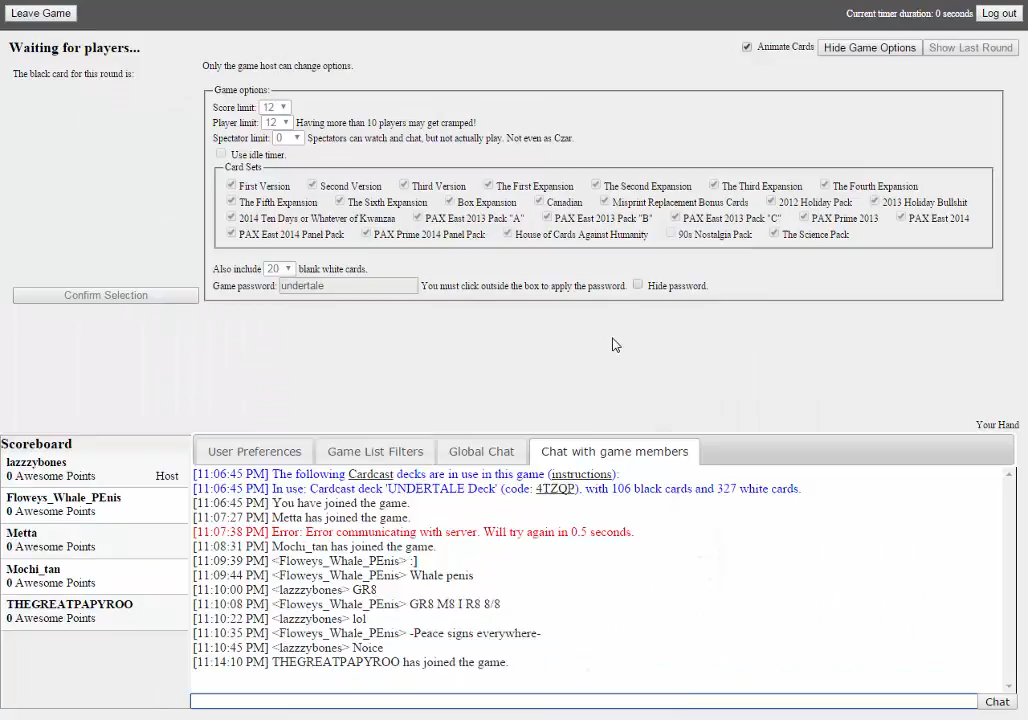 Leave Game
Current timer duration: 0 seconds Log out
Waiting for players...
Animate Cards Hide Game Options Show Last Round
The black card for this round is:
Only the game host can change options.
Game options:
Score limit: 12
Player limit: 12 Having more than 10 players may get cramped!
Spectator limit: 0 Spectators can watch and chat, but not actually play. Not even as Czar.
Use idle timer.
Card Sets
First Version Second Version Third Version The First Expansion The Second Expansion The Third Expansion The Fourth Expansion
The Fifth Expansion The Sixth Expansion Box Expansion Canadian Misprint Replacement Bonus Cards 2012 Holiday Pack 2013 Holiday Bullshit
2014 Ten Days or Whatever of Kwanzaa PAX East 2013 Pack "A" PAX East 2013 Pack "B" PAX East 2013 Pack "C" PAX Prime 2013 PAX East 2014
PAX East 2014 Panel Pack PAX Prime 2014 Panel Pack House of Cards Against Humanity 90s Nostalgia Pack The Science Pack
Also include 20 blank white cards.
Game password: undertale You must click outside the box to apply the password. Hide password.
Confirm Selection
Your Hand
Scoreboard
lazzzybones
0 Awesome Points Host
Floweys_Whale_PEnis
0 Awesome Points
Metta
0 Awesome Points
Mochi_tan
0 Awesome Points
THEGREATPAPYROO
0 Awesome Points
User Preferences Game List Filters Global Chat Chat with game members
[11:06:45 PM] The following Cardcast decks are in use in this game (instructions):
[11:06:45 PM] In use: Cardcast deck 'UNDERTALE Deck' (code: 4TZQP), with 106 black cards and 327 white cards.
[11:06:45 PM] You have joined the game.
[11:07:27 PM] Metta has joined the game.
[11:07:38 PM] Error: Error communicating with server. Will try again in 0.5 seconds.
[11:08:31 PM] Mochi_tan has joined the game.
[11:09:39 PM] <Floweys_Whale_PEnis> :]
[11:09:44 PM] <Floweys_Whale_PEnis> Whale penis
[11:10:00 PM] <lazzzybones> GR8
[11:10:08 PM] <Floweys_Whale_PEnis> GR8 M8 I R8 8/8
[11:10:22 PM] <lazzzybones> lol
[11:10:35 PM] <Floweys_Whale_PEnis> -Peace signs everywhere-
[11:10:45 PM] <lazzzybones> Noice
[11:14:10 PM] THEGREATPAPYROO has joined the game.
Chat